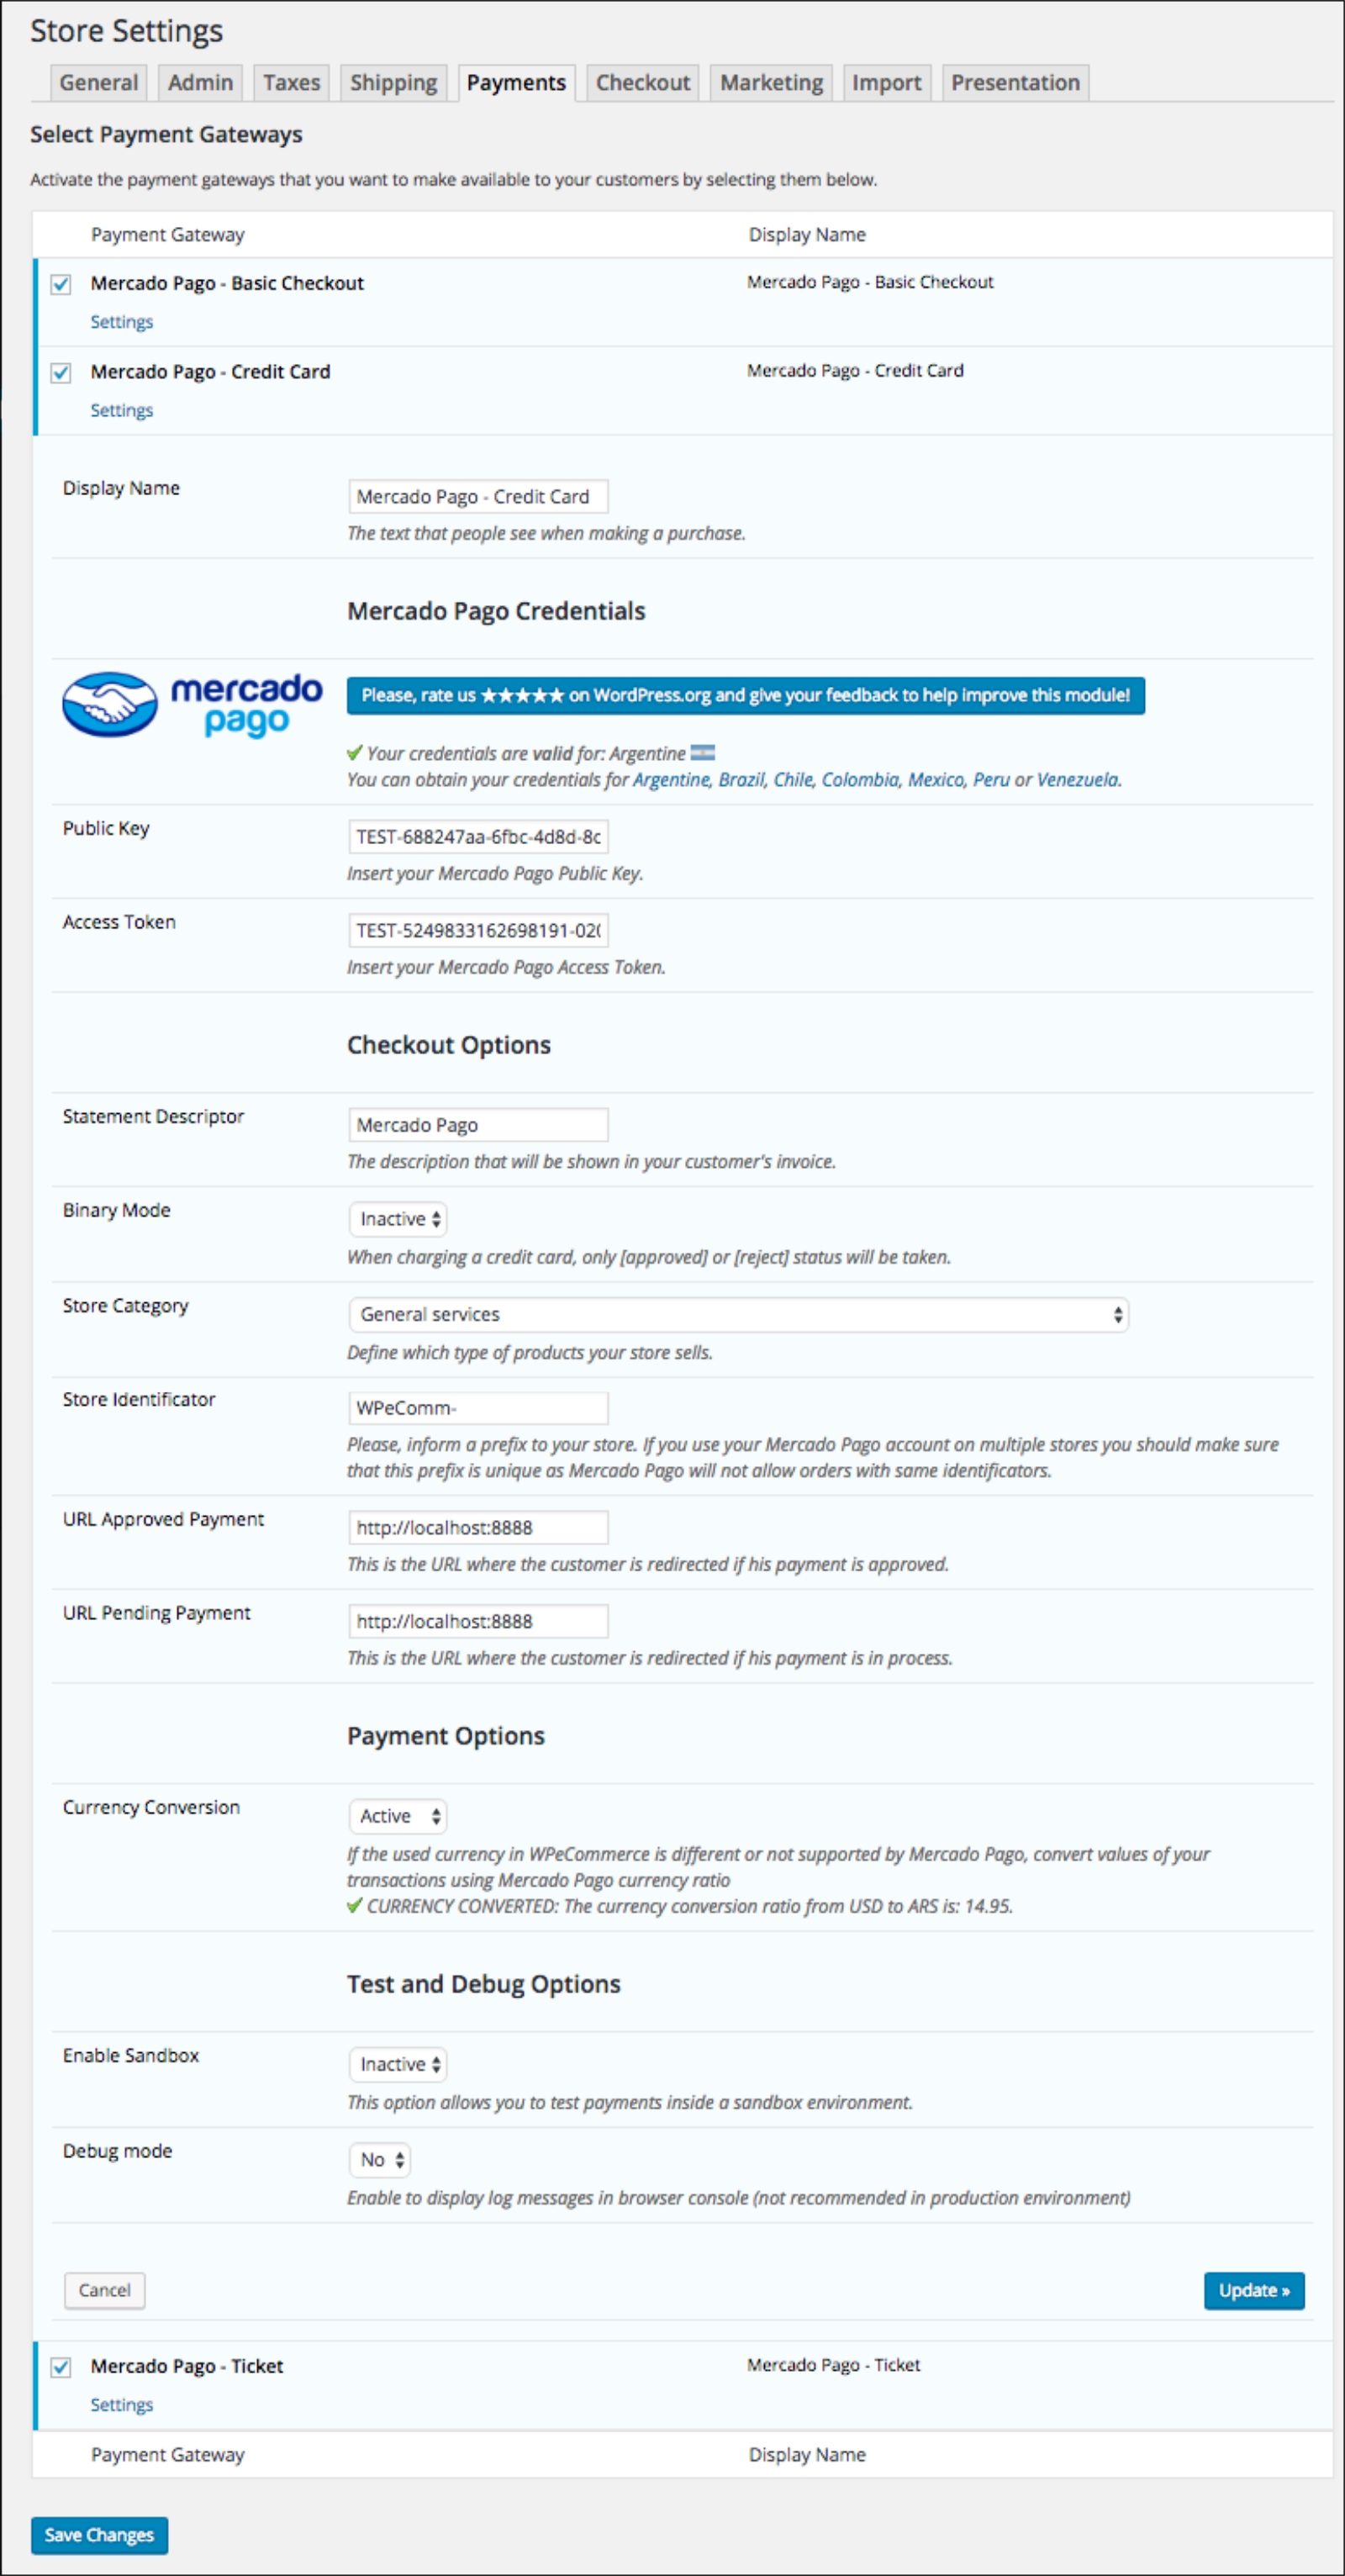 Store Settings
General Admin Taxes Shipping Payments Checkout Marketing Import Presentation
Select Payment Gateways
Activate the payment gateways that you want to make available to your customers by selecting them below.
Payment Gateway Display Name
Mercado Pago - Basic Checkout Mercado Pago - Basic Checkout
Settings
Mercado Pago - Credit Card Mercado Pago - Credit Card
Settings
Display Name Mercado Pago - Credit Card
The text that people see when making a purchase.
Mercado Pago Credentials
mercado
pago
Please, rate us ★★★★★ on WordPress.org and give your feedback to help improve this module!
Your credentials are valid for: Argentine
You can obtain your credentials for Argentine, Brazil, Chile, Colombia, Mexico, Peru or Venezuela.
Public Key TEST-688247aa-6fbc-4d8d-8c
Insert your Mercado Pago Public Key.
Access Token TEST-5249833162698191-020
Insert your Mercado Pago Access Token.
Checkout Options
Statement Descriptor Mercado Pago
The description that will be shown in your customer's invoice.
Binary Mode Inactive
When charging a credit card, only [approved] or [reject] status will be taken.
Store Category General services
Define which type of products your store sells.
Store Identificator WPeComm-
Please, inform a prefix to your store. If you use your Mercado Pago account on multiple stores you should make sure
that this prefix is unique as Mercado Pago will not allow orders with same identificators.
URL Approved Payment http://localhost:8888
This is the URL where the customer is redirected if his payment is approved.
URL Pending Payment http://localhost:8888
This is the URL where the customer is redirected if his payment is in process.
Payment Options
Currency Conversion Active
If the used currency in WPeCommerce is different or not supported by Mercado Pago, convert values of your
transactions using Mercado Pago currency ratio
CURRENCY CONVERTED: The currency conversion ratio from USD to ARS is: 14.95.
Test and Debug Options
Enable Sandbox Inactive
This option allows you to test payments inside a sandbox environment.
Debug mode No
Enable to display log messages in browser console (not recommended in production environment)
Cancel Update »
Mercado Pago - Ticket Mercado Pago - Ticket
Settings
Payment Gateway Display Name
Save Changes